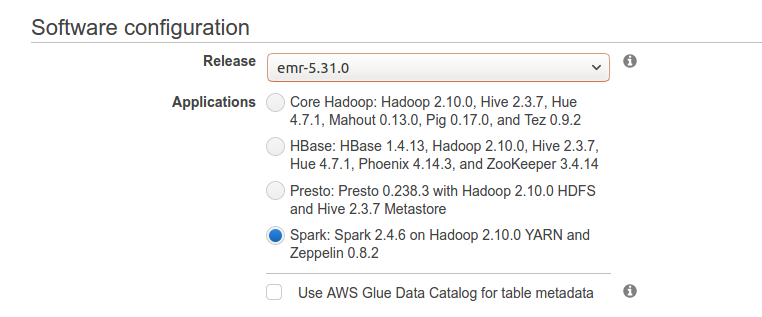 Software configuration
Release emr-5.31.0
Applications Core Hadoop: Hadoop 2.10.0, Hive 2.3.7, Hue
4.7.1, Mahout 0.13.0, Pig 0.17.0, and Tez 0.9.2
HBase: HBase 1.4.13, Hadoop 2.10.0, Hive 2.3.7,
Hue 4.7.1, Phoenix 4.14.3, and ZooKeeper 3.4.14
Presto: Presto 0.238.3 with Hadoop 2.10.0 HDFS
and Hive 2.3.7 Metastore
Spark: Spark 2.4.6 on Hadoop 2.10.0 YARN and
Zeppelin 0.8.2
Use AWS Glue Data Catalog for table metadata